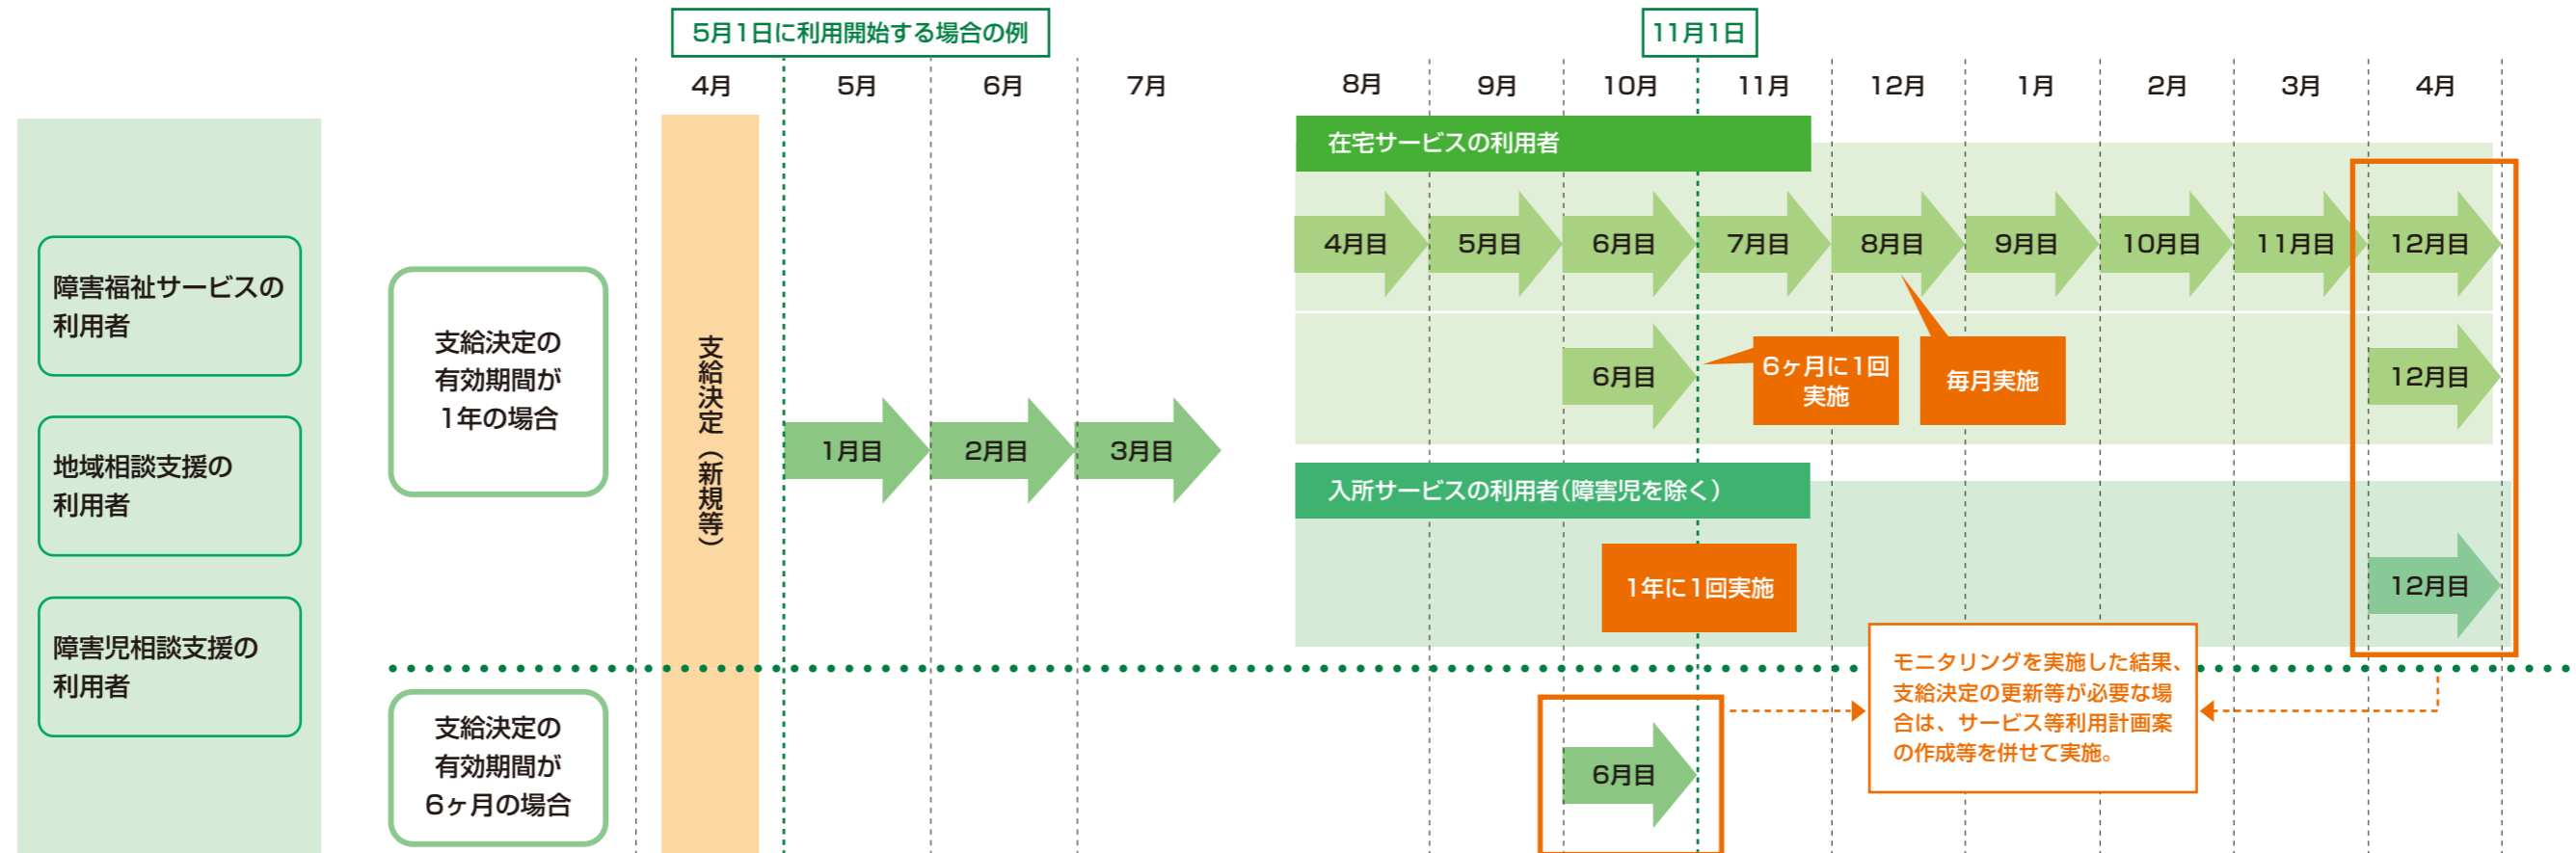 5月1日に利用開始する場合の例
11月1日
4月
5月
6月
7月
8月
9月
10月
11月
12月
1月
2月
3月
4月
障害福祉サービスの
利用者
地域相談支援の
利用者
障害児相談支援の
利用者
支給決定の
有効期間が
1年の場合
支給決定（新規等）
1月目
2月目
3月目
在宅サービスの利用者
4月目
5月目
6月目
7月目
8月目
9月目
10月目
11月目
12月目
6月目
6ヶ月に1回
実施
毎月実施
12月目
入所サービスの利用者（障害児を除く）
1年に1回実施
12月目
支給決定の
有効期間が
6ヶ月の場合
6月目
モニタリングを実施した結果、
支給決定の更新等が必要な場
合は、サービス等利用計画案
の作成等を併せて実施。